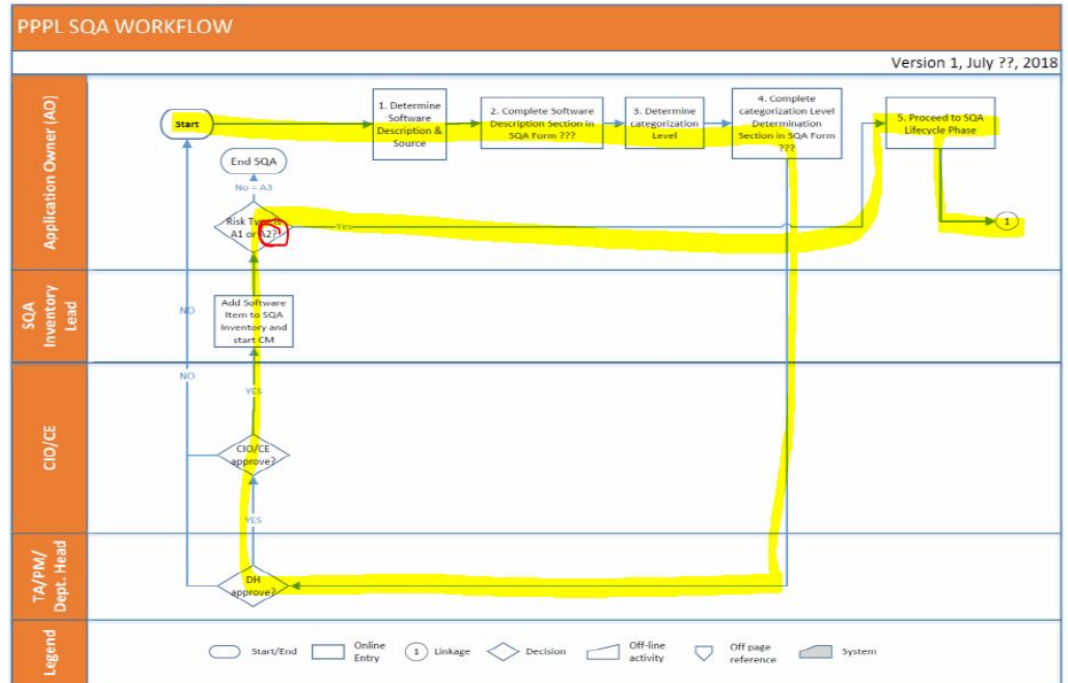 PPPL SQA WORKFLOW
Version 1, July ??, 2018
Application Owner (AO)
Start
1. Determine
Software
Description &
Source
2. Complete Software
Description Section in
SQA Form ???
3. Determine
categorization
Level
4. Complete
categorization Level
Determination
Section in SQA Form
???
5. Proceed to SQA
Lifecycle Phase
End SQA
No = A3
Risk Type is
A1 or A2?
Yes
1
SQA
Inventory
Lead
NO
Add Software
Item to SQA
Inventory and
start CM
CIO/CE
NO
YES
CIO/CE
approve?
YES
TA/PM/
Dept. Head
DH
approve?
Legend
Start/End
Online
Entry
1
Linkage
Decision
Off-line
activity
Off page
reference
System